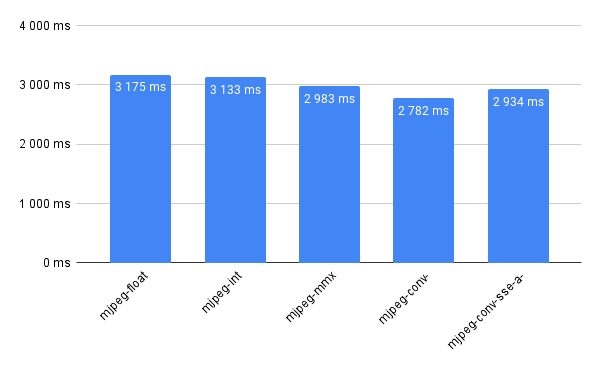 4 000 ms
3 000 ms
2 000 ms
1 000 ms
0 ms
3 175 ms
3 133 ms
2 983 ms
2 782 ms
2 934 ms
mjpeg-float
mjpeg-int
mjpeg-mmx
mjpeg-conv-
mjpeg-conv-sse-a-